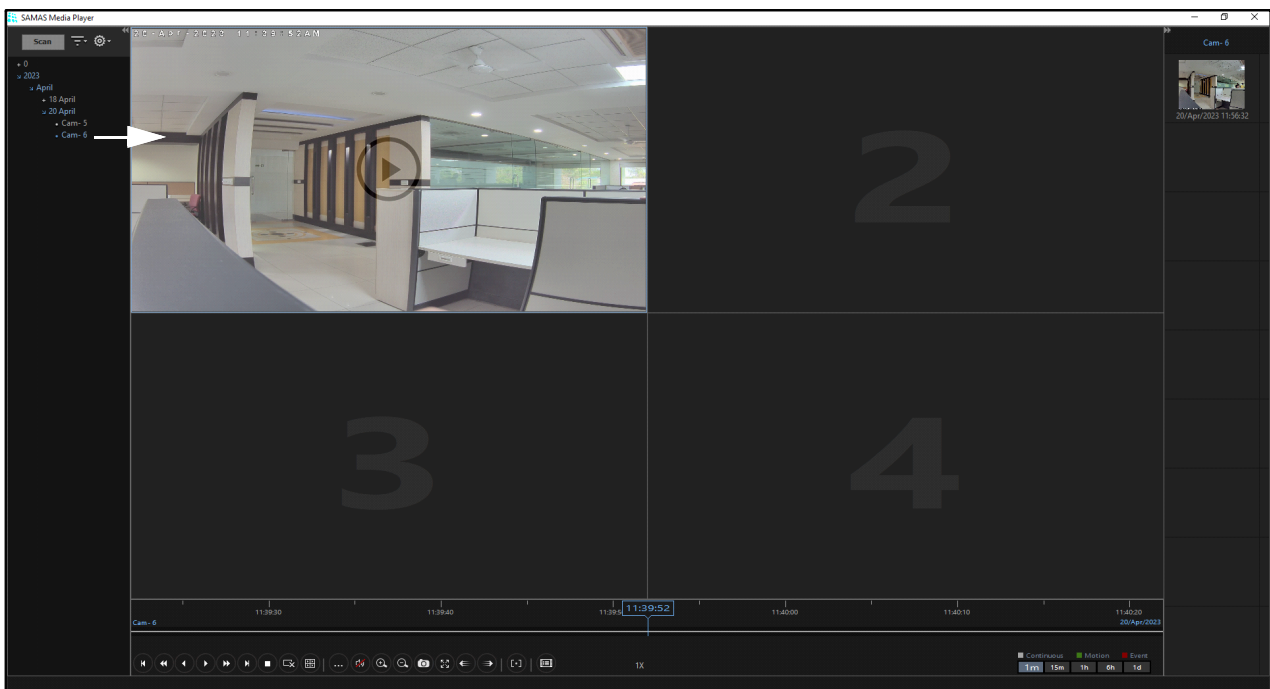 SAMAS Media Player
Scan
Cam- 6
0
2023
April
18 April
20 April
Cam- 5
Cam- 6
20/Apr/2023 11:56:32
2
3
4
11:39:30
11:39:40
11:39:5
11:39:52
11:40:00
11:40:10
11:40:20
Cam- 6
20/Apr/2023
1X
Continuous
Motion
Event
1m
15m
1h
6h
1d